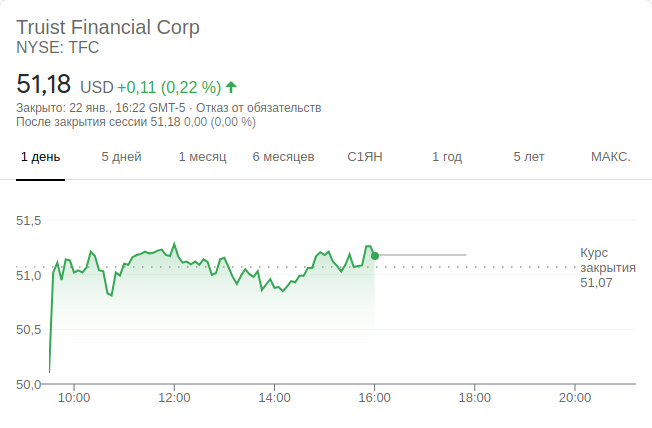 Truist Financial Corp
NYSE: TFC
51,18 USD +0,11 (0,22 %)
Закрыто: 22 янв., 16:22 GMT-5 · Отказ от обязательств
После закрытия сессии 51,18 0,00 (0,00 %)
1 день 5 дней 1 месяц 6 месяцев С1ЯН 1 год 5 лет МАКС.
51,5
51,0
50,5
50,0
Курс
закрытия
51,07
10:00 12:00 14:00 16:00 18:00 20:00